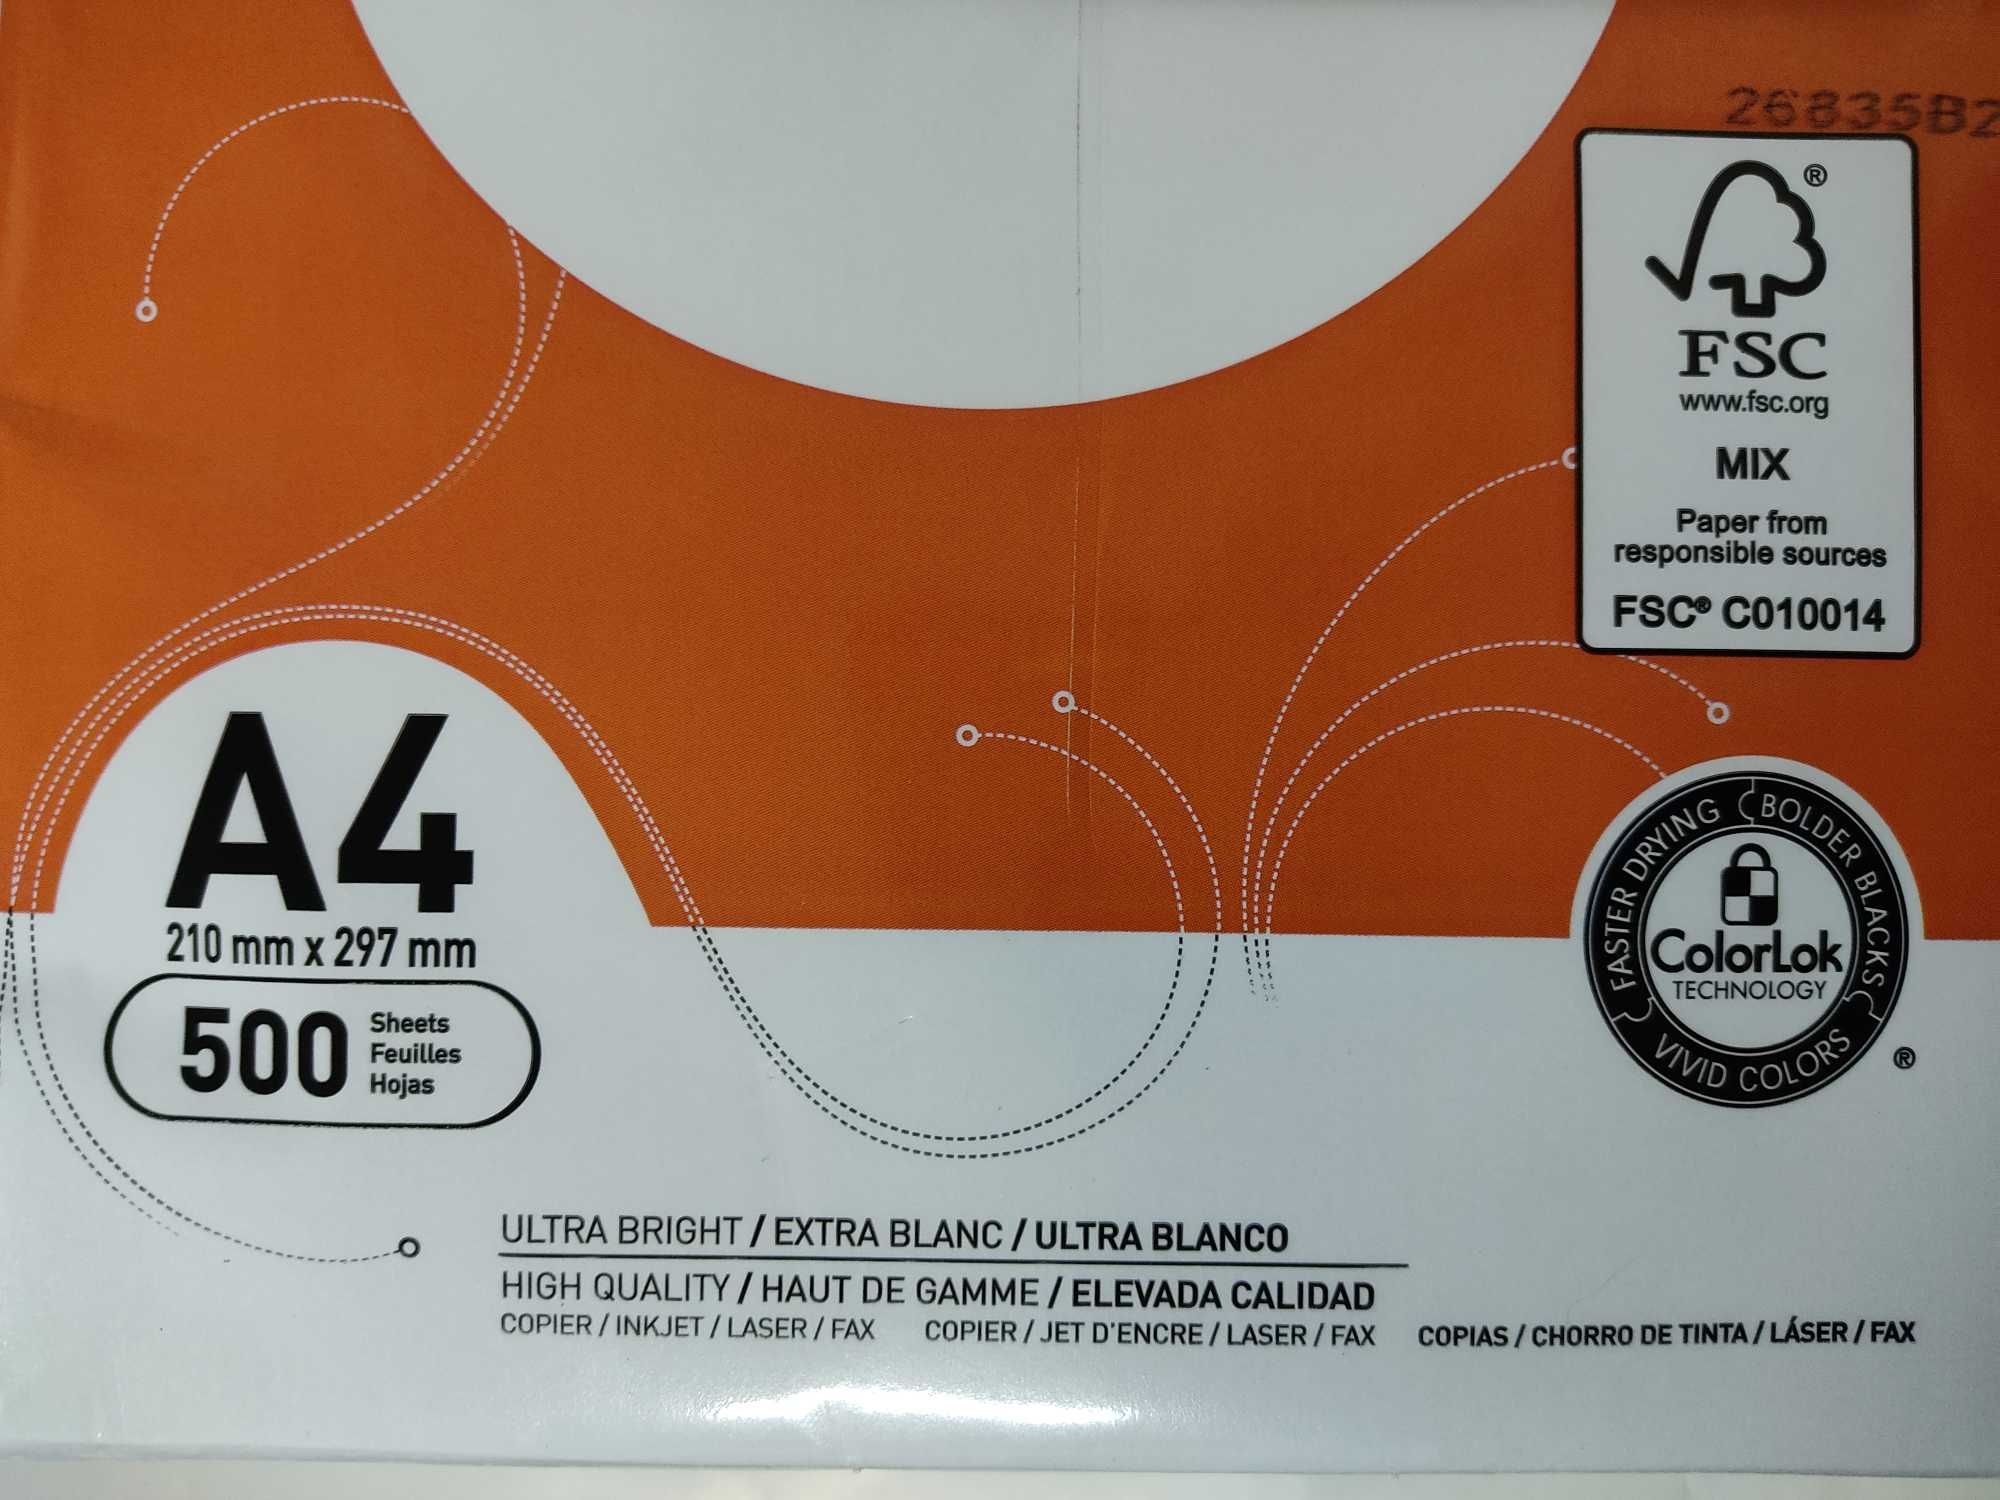 26835B2
®
FSC
www.fsc.org
MIX
Paper from
responsible sources
FSC® C010014
A4
210 mm x 297 mm
500
Sheets
Feuilles
Hojas
FASTER DRYING
BOLDER BLACKS
VIVID COLORS
ColorLok
TECHNOLOGY
®
ULTRA BRIGHT / EXTRA BLANC / ULTRA BLANCO
HIGH QUALITY / HAUT DE GAMME / ELEVADA CALIDAD
COPIER / INKJET / LASER / FAX COPIER / JET D'ENCRE / LASER / FAX COPIAS / CHORRO DE TINTA / LÁSER / FAX